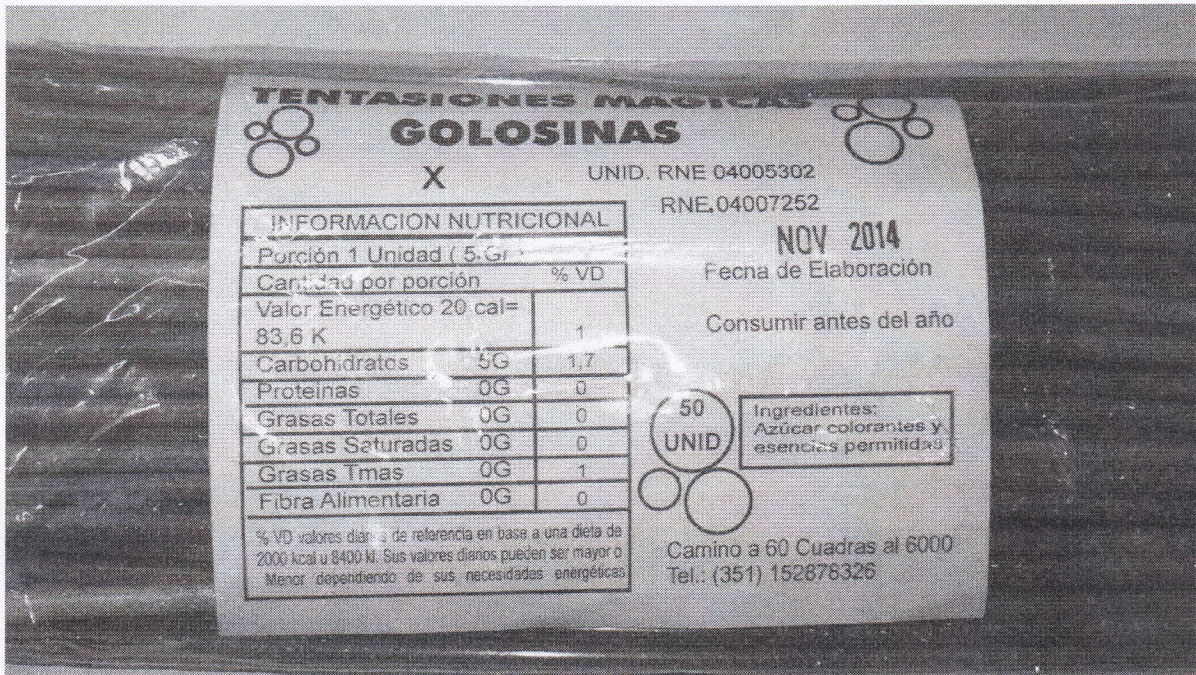 TENTASIONES MAGICAS
GOLOSINAS
X UNID. RNE 04005302
RNE.04007252
NOV 2014
Fecha de Elaboración
Consumir antes del año
INFORMACION NUTRICIONAL
Porción 1 Unidad ( 5.Gr
Cantidad por porción % VD
Valor Energético 20 cal=
83,6 K 1
Carbohidratos 5G 1,7
Proteinas 0G 0
Grasas Totales 0G 0
Grasas Saturadas 0G 0
Grasas Tmas 0G 1
Fibra Alimentaria 0G 0
% VD valores diarios de referencia en base a una dieta de
2000 kcal u 8400 kl. Sus valores diarios pueden ser mayor o
Menor dependiendo de sus necesidades energéticas
50
UNID
Ingredientes:
Azúcar colorantes y
esencias permitidas
Camino a 60 Cuadras al 6000
Tel.: (351) 152878326